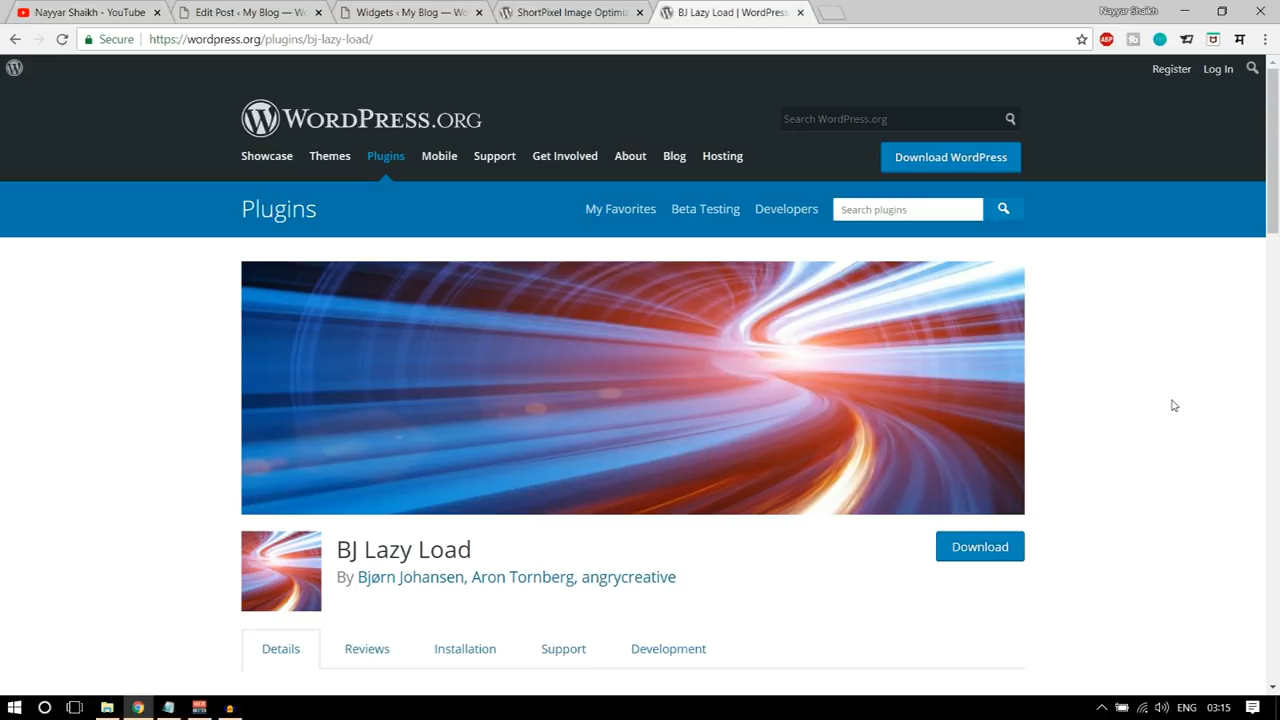 Nayyar Shaikh - YouTube
Edit Post ‹ My Blog — W
Widgets ‹ My Blog — Wo
ShortPixel Image Optimiz
BJ Lazy Load | WordPress
Nayyar Shaikh
Secure
https://wordpress.org/plugins/bj-lazy-load/
ABP
Register
Log In
WORDPRESS.ORG
Search WordPress.org
Showcase
Themes
Plugins
Mobile
Support
Get Involved
About
Blog
Hosting
Download WordPress
Plugins
My Favorites
Beta Testing
Developers
Search plugins
BJ Lazy Load
Download
By Bjørn Johansen, Aron Tornberg, angrycreative
Details
Reviews
Installation
Support
Development
ENG
03:15